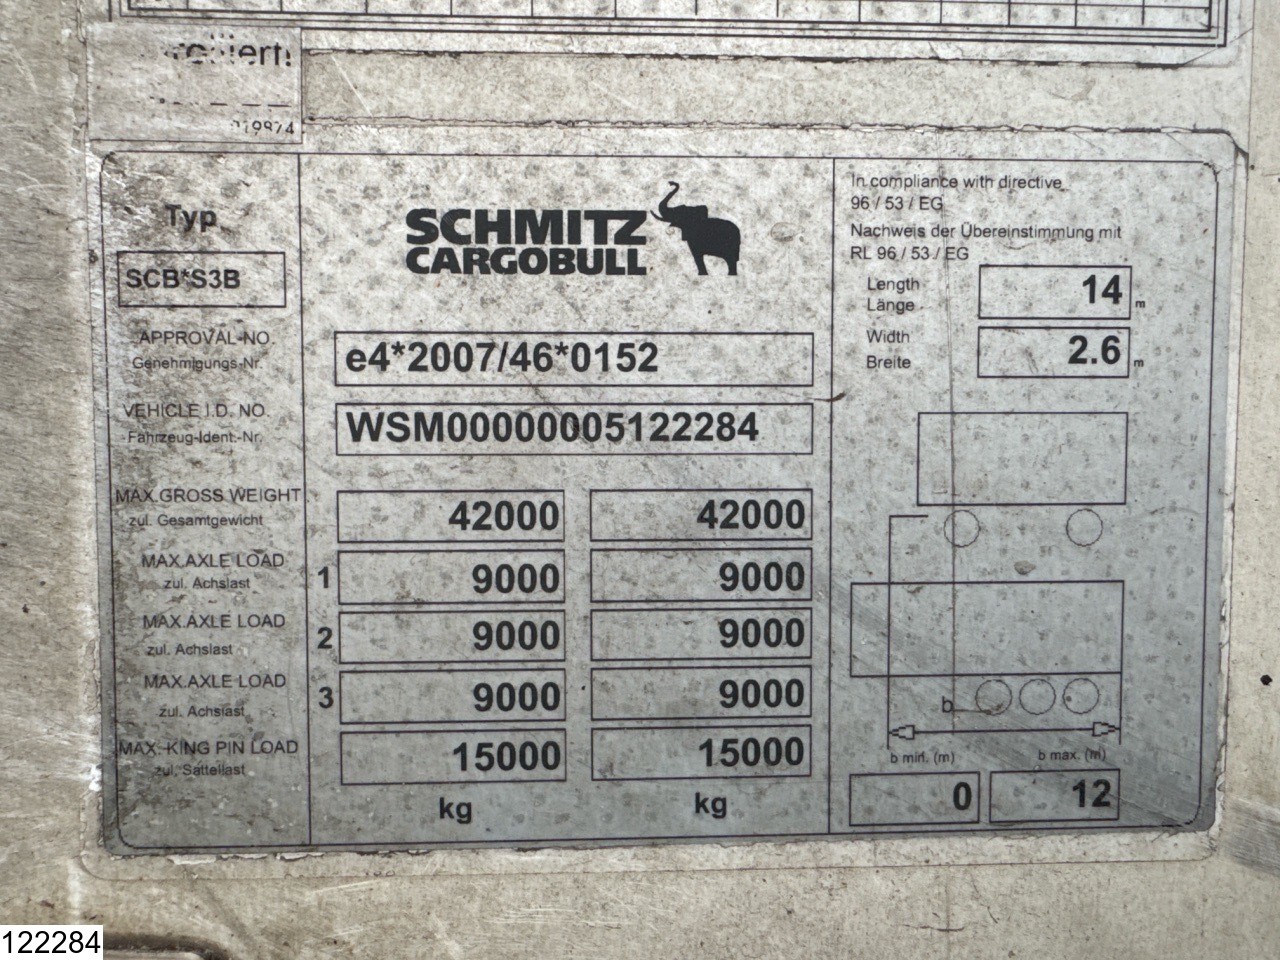 Typ
SCB*S3B
SCHMITZ
CARGOBULL
APPROVAL-NO.
Genehmigungs-Nr.
e4*2007/46*0152
VEHICLE I.D. NO.
Fahrzeug-Ident.-Nr.
WSM00000005122284
MAX.GROSS WEIGHT
zul. Gesamtgewicht
42000 42000
MAX.AXLE LOAD
zul. Achslast
1 9000 9000
MAX.AXLE LOAD
zul. Achslast
2 9000 9000
MAX.AXLE LOAD
zul. Achslast
3 9000 9000
MAX.-KING PIN LOAD
zul. Sattellast
15000 15000
kg kg
In compliance with directive
96 / 53 / EG
Nachweis der Übereinstimmung mit
RL 96 / 53 / EG
Length
Länge
14 m
Width
Breite
2.6 m
b
b min. (m) b max. (m)
0 12
122284